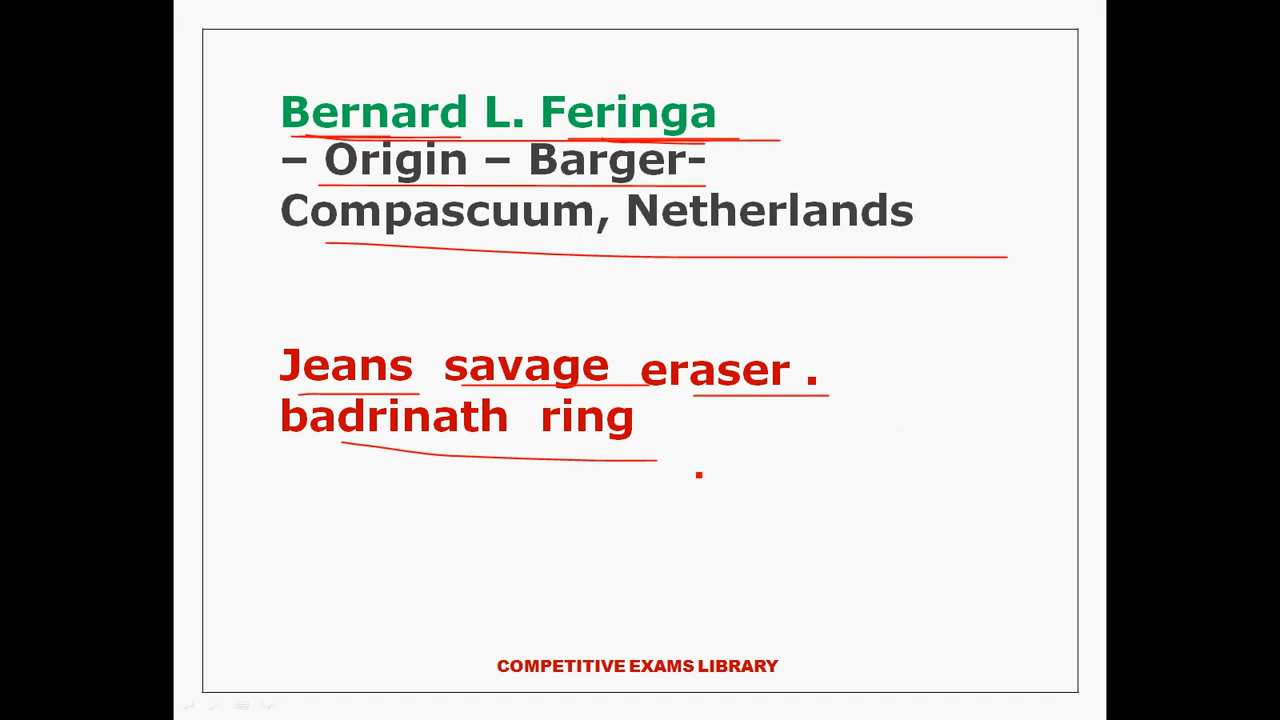 Bernard L. Feringa
– Origin – Barger-
Compascuum, Netherlands
Jeans savage eraser .
badrinath ring
.
COMPETITIVE EXAMS LIBRARY